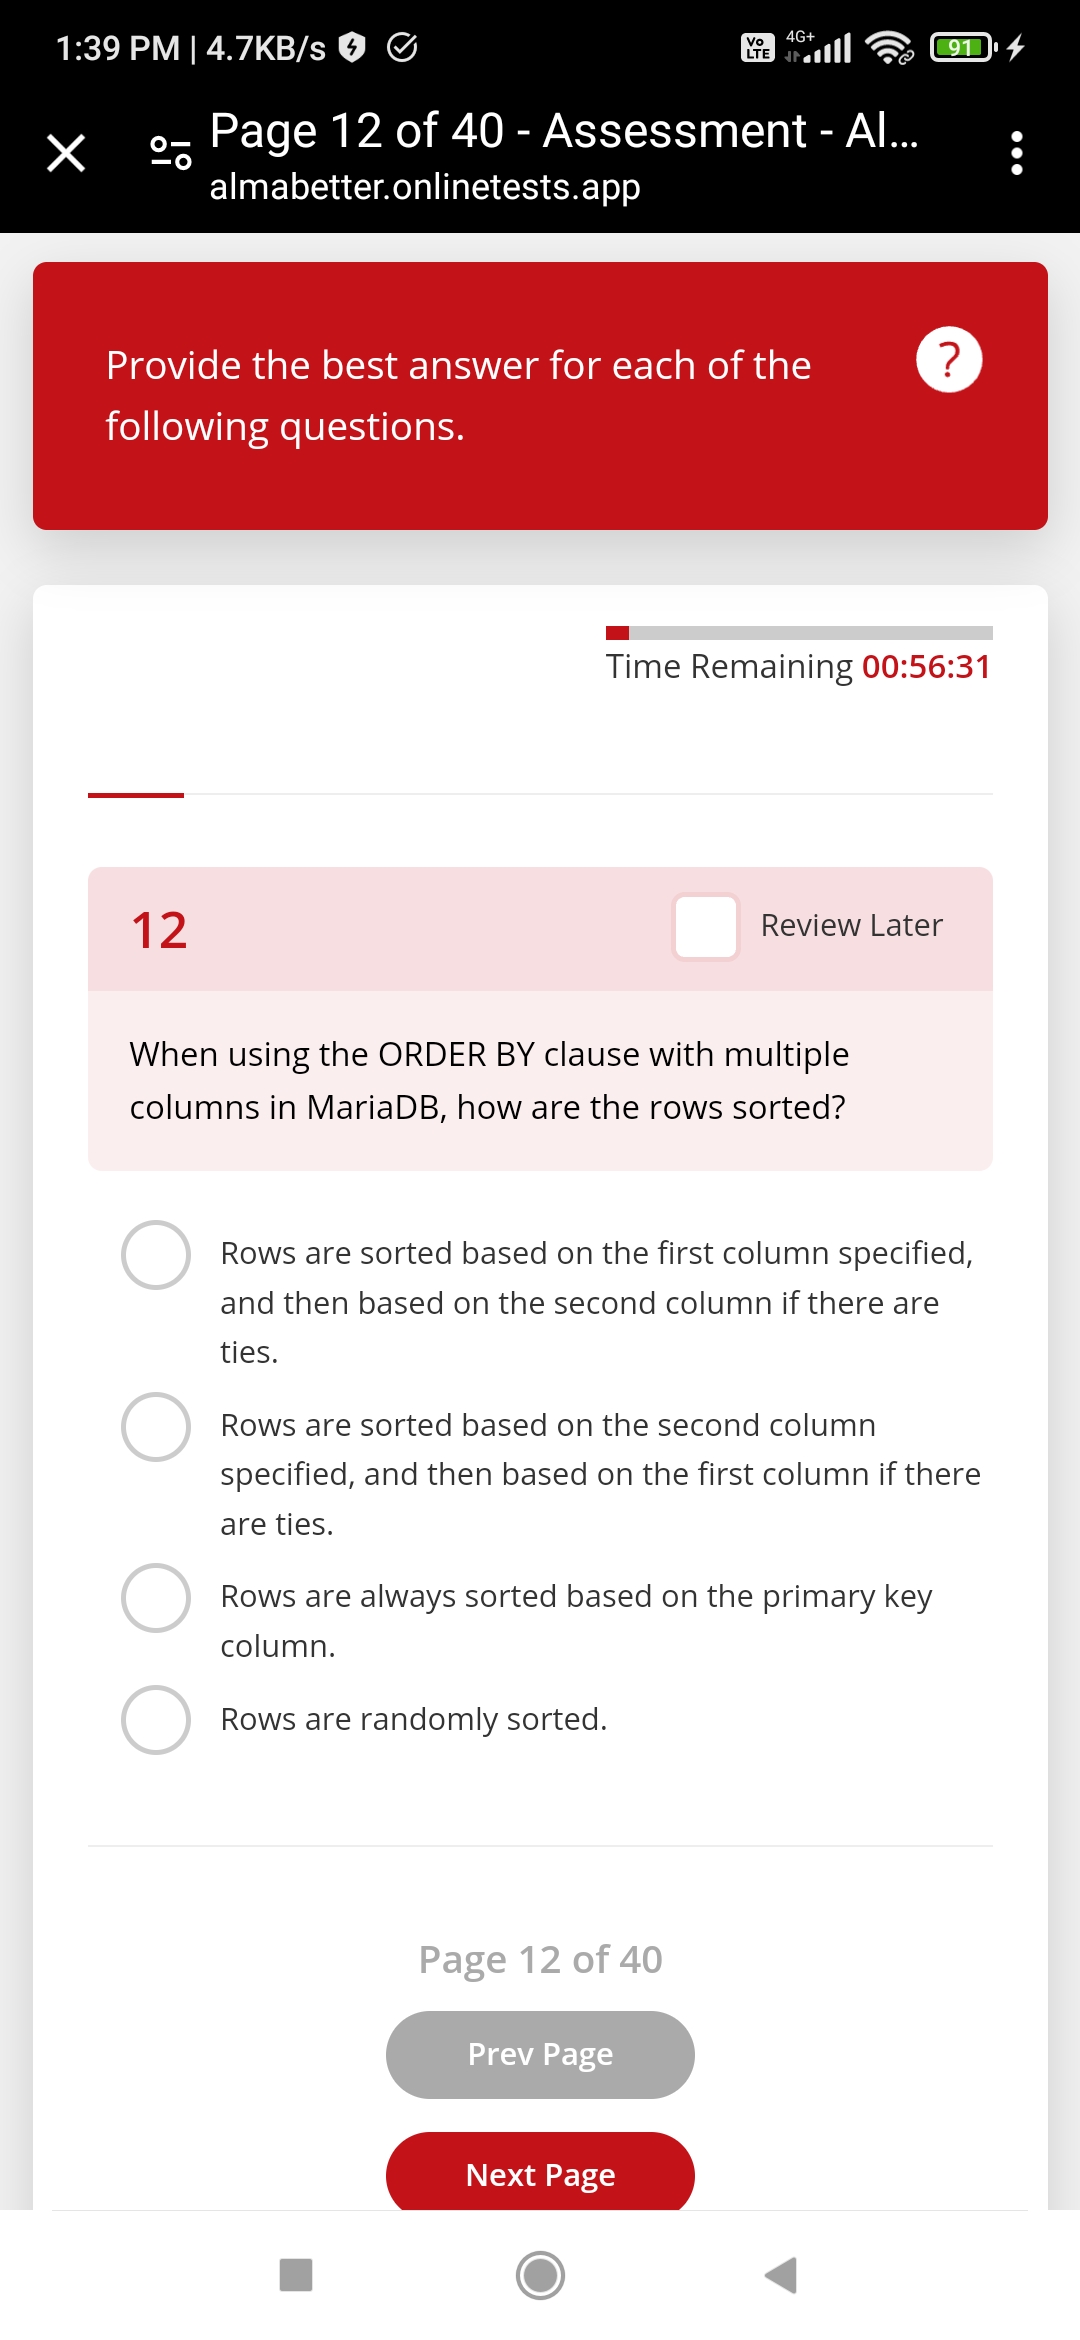 1:39 PM | 4.7KB/s
Vo LTE 4G+ 91
Page 12 of 40 - Assessment - Al...
almabetter.onlinetests.app
Provide the best answer for each of the
following questions.
?
Time Remaining 00:56:31
12
Review Later
When using the ORDER BY clause with multiple
columns in MariaDB, how are the rows sorted?
Rows are sorted based on the first column specified,
and then based on the second column if there are
ties.
Rows are sorted based on the second column
specified, and then based on the first column if there
are ties.
Rows are always sorted based on the primary key
column.
Rows are randomly sorted.
Page 12 of 40
Prev Page
Next Page